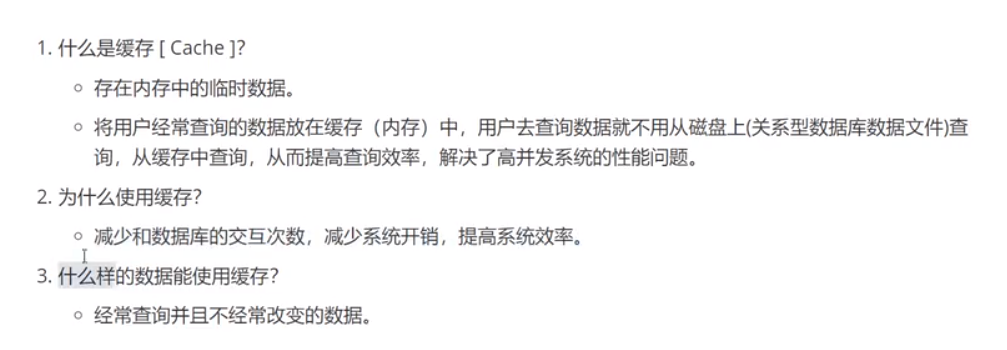 1. 什么是缓存 [ Cache ]?
存在内存中的临时数据。
将用户经常查询的数据放在缓存（内存）中，用户去查询数据就不用从磁盘上(关系型数据库数据文件)查
询，从缓存中查询，从而提高查询效率，解决了高并发系统的性能问题。
2. 为什么使用缓存？
减少和数据库的交互次数，减少系统开销，提高系统效率。
3. 什么样的数据能使用缓存？
经常查询并且不经常改变的数据。